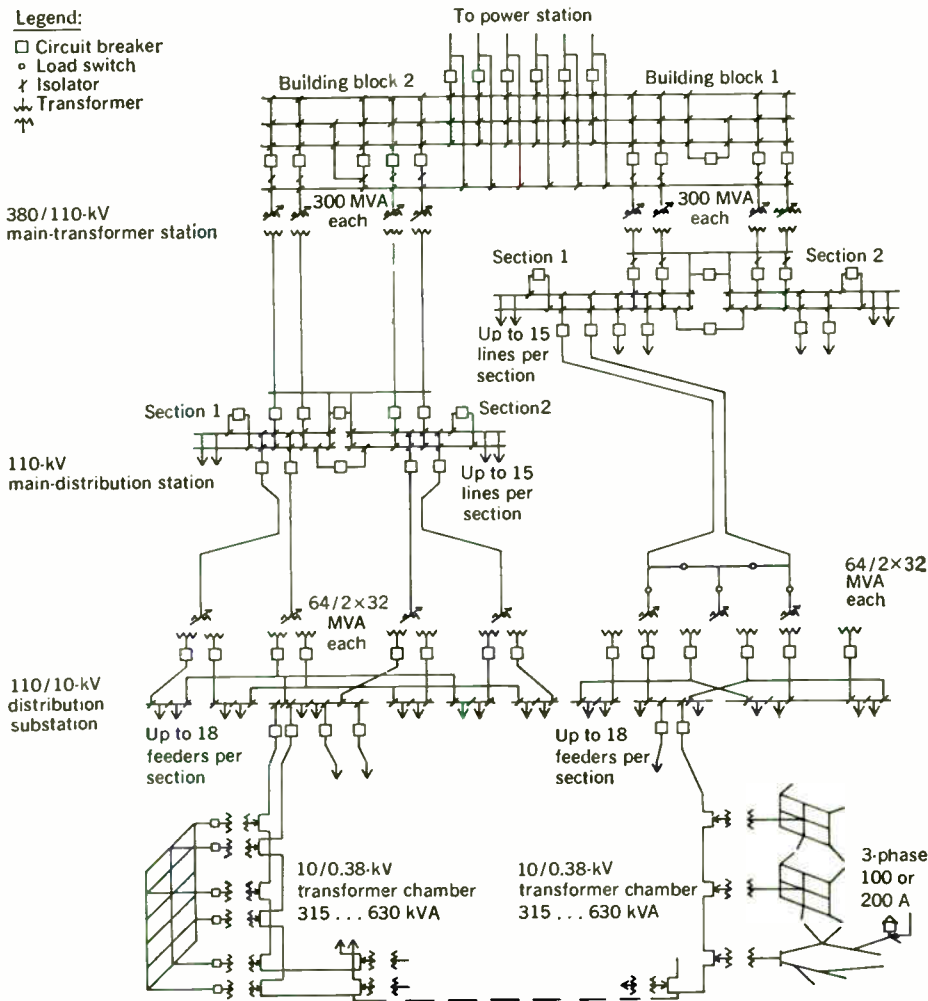 Legend:
Circuit breaker
Load switch
Isolator
Transformer
To power station
Building block 2
Building block 1
380/110-kV
main-transformer station
300 MVA
each
300 MVA
each
Section 1
Section 2
Up to 15
lines per
section
Section 1
Section2
110-kV
main-distribution station
Up to 15
lines per
section
64/2×32
MVA
each
64/2×32
MVA
each
110/10-kV
distribution
substation
Up to 18
feeders per
section
Up to 18
feeders per
section
10/0.38-kV
transformer chamber
315 ... 630 kVA
10/0.38-kV
transformer chamber
315 ... 630 kVA
3-phase
100 or
200 A